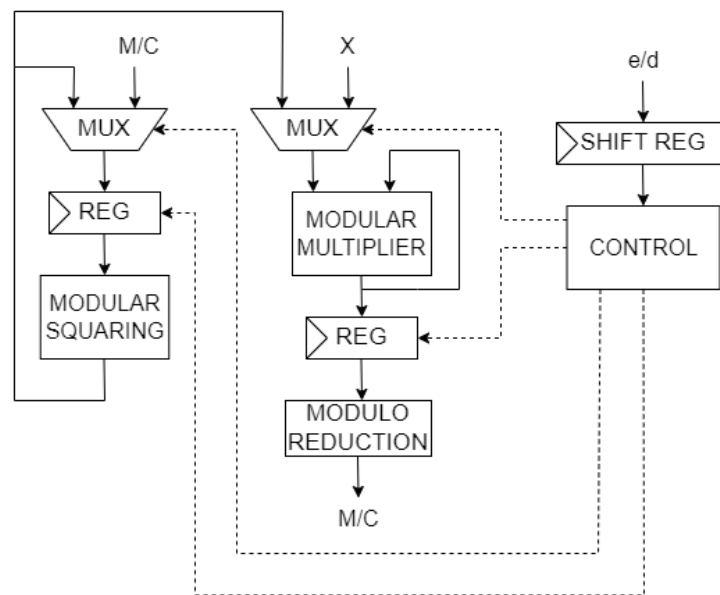 M/C
X
e/d
MUX
MUX
SHIFT REG
REG
MODULAR
MULTIPLIER
CONTROL
MODULAR
SQUARING
REG
MODULO
REDUCTION
M/C